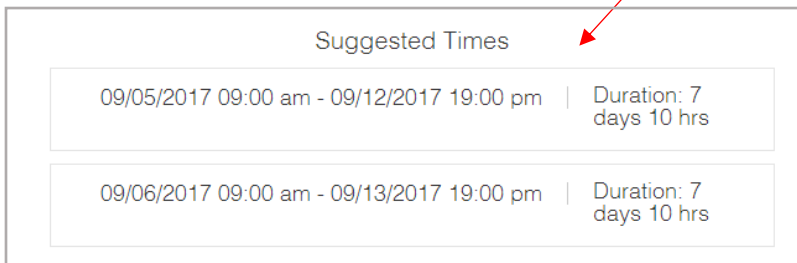 Suggested Times
09/05/2017 09:00 am - 09/12/2017 19:00 pm | Duration: 7
days 10 hrs
09/06/2017 09:00 am - 09/13/2017 19:00 pm | Duration: 7
days 10 hrs